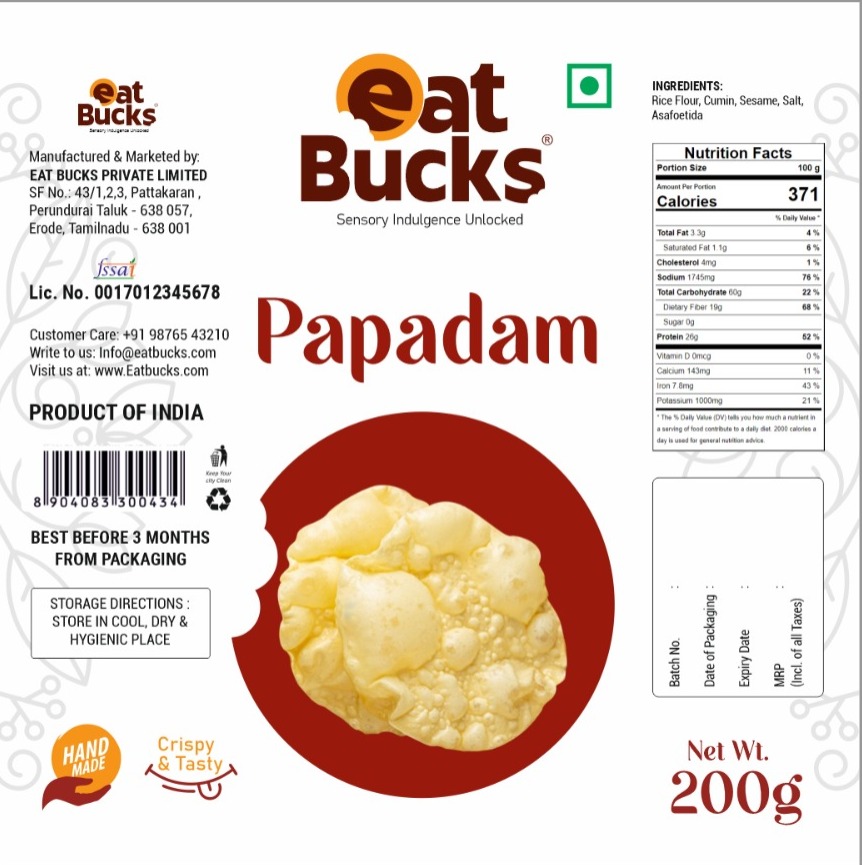 eat
Bucks
Sensory Indulgence Unlocked
Manufactured & Marketed by:
EAT BUCKS PRIVATE LIMITED
SF No.: 43/1,2,3, Pattakaran ,
Perundurai Taluk - 638 057,
Erode, Tamilnadu - 638 001
fssai
Lic. No. 0017012345678
Customer Care: +91 98765 43210
Write to us: Info@eatbucks.com
Visit us at: www.Eatbucks.com
PRODUCT OF INDIA
8 904083 300434
Keep Your
city Clean
BEST BEFORE 3 MONTHS
FROM PACKAGING
STORAGE DIRECTIONS :
STORE IN COOL, DRY &
HYGIENIC PLACE
HAND
MADE
Crispy
& Tasty
eat
Bucks®
Sensory Indulgence Unlocked
Papadam
INGREDIENTS:
Rice Flour, Cumin, Sesame, Salt,
Asafoetida
Nutrition Facts
Portion Size 100 g
Amount Per Portion
Calories 371
% Daily Value *
Total Fat 3.3g 4 %
Saturated Fat 1.1g 6 %
Cholesterol 4mg 1 %
Sodium 1745mg 76 %
Total Carbohydrate 60g 22 %
Dietary Fiber 19g 68 %
Sugar 0g
Protein 26g 52 %
Vitamin D 0mcg 0 %
Calcium 143mg 11 %
Iron 7.8mg 43 %
Potassium 1000mg 21 %
* The % Daily Value (DV) tells you how much a nutrient in
a serving of food contribute to a daily diet. 2000 calories a
day is used for general nutrition advice.
Batch No. :
Date of Packaging :
Expiry Date :
MRP :
(Incl. of all Taxes)
Net Wt.
200g